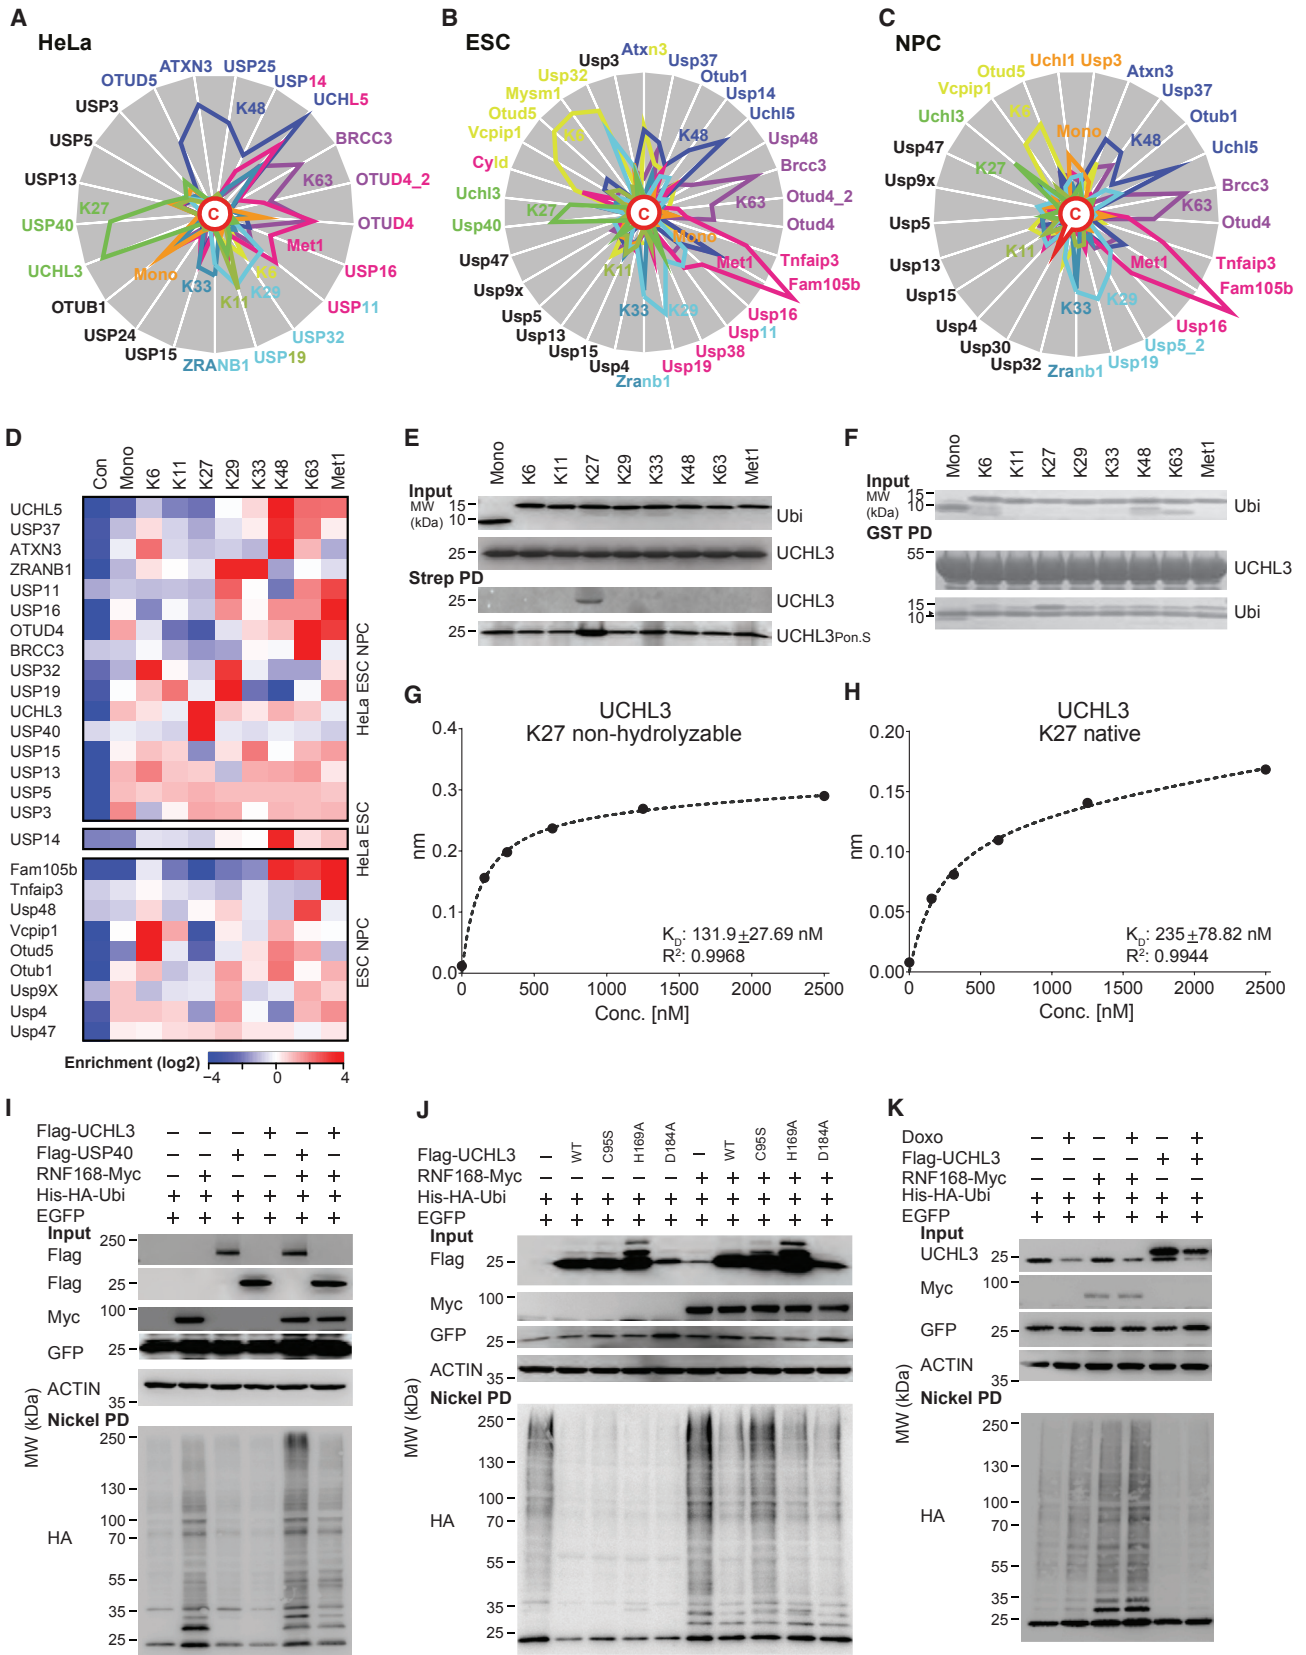 A
HeLa
ATXN3
USP25
OTUD5
USP14
USP3
UCHL5
K48
USP5
BRCC3
USP13
K63
OTUD4_2
K27
C
USP40
OTUD4
Met1
UCHL3
Mono
K6
USP16
K33
K29
K11
OTUB1
USP11
USP24
USP32
USP15
USP19
ZRANB1
B
ESC
Usp3
Atxn3
Usp37
Usp32
Otub1
Mysm1
Usp14
Otud5
Uchl5
Vcpip1
K6
K48
Usp48
Cyld
Brcc3
Uchl3
K63
Otud4_2
K27
C
Usp40
Otud4
Mono
Usp47
K11
Met1
Tnfaip3
Usp9x
Fam105b
K33
K29
Usp5
Usp16
Usp13
Usp11
Usp15
Usp38
Usp4
Usp19
Zranb1
C
NPC
Uchl1
Usp3
Otud5
Atxn3
Vcpip1
Usp37
Uchl3
K6
Otub1
Mono
K48
Usp47
Uchl5
K27
Usp9x
Brcc3
C
K63
Usp5
Otud4
K11
Usp13
Met1
Tnfaip3
Usp15
Fam105b
K33
K29
Usp4
Usp16
Usp30
Usp5_2
Usp32
Usp19
Zranb1
D
Con
Mono
K6
K11
K27
K29
K33
K48
K63
Met1
UCHL5
USP37
ATXN3
ZRANB1
USP11
USP16
OTUD4
BRCC3
USP32
USP19
UCHL3
USP40
USP15
USP13
USP5
USP3
HeLa ESC NPC
USP14
HeLa ESC
Fam105b
Tnfaip3
Usp48
Vcpip1
Otud5
Otub1
Usp9X
Usp4
Usp47
ESC NPC
Enrichment (log2)
−4 0 4
E
Mono K6 K11 K27 K29 K33 K48 K63 Met1
Input
MW
(kDa)
15
10
Ubi
25
UCHL3
Strep PD
25
UCHL3
25
UCHL3Pon.S
F
Mono K6 K11 K27 K29 K33 K48 K63 Met1
Input
MW
(kDa)
15
10
Ubi
GST PD
55
UCHL3
15
10
Ubi
G
UCHL3
K27 non-hydrolyzable
0.4
0.3
0.2
0.1
0.0
nm
KD: 131.9±27.69 nM
R2: 0.9968
0 500 1000 1500 2000 2500
Conc. [nM]
H
UCHL3
K27 native
0.20
0.15
0.10
0.05
0.00
nm
KD: 235±78.82 nM
R2: 0.9944
0 500 1000 1500 2000 2500
Conc. [nM]
I
Flag-UCHL3 − − − + − +
Flag-USP40 − − + − + −
RNF168-Myc − + − − + +
His-HA-Ubi + + + + + +
EGFP + + + + + +
Input
250
Flag
Flag
25
100
Myc
GFP
25
ACTIN
35
Nickel PD
MW (kDa)
250
130
100
70
55
35
25
HA
J
Flag-UCHL3 − WT C95S H169A D184A − WT C95S H169A D184A
RNF168-Myc − − − − − + + + + +
His-HA-Ubi + + + + + + + + + +
EGFP + + + + + + + + + +
Input
Flag
25
100
Myc
GFP
25
ACTIN
35
Nickel PD
MW (kDa)
250
130
100
70
55
35
25
HA
K
Doxo − + − + − +
Flag-UCHL3 − − − − + +
RNF168-Myc − − + + − −
His-HA-Ubi + + + + + +
EGFP + + + + + +
Input
UCHL3
25
100
Myc
GFP
25
ACTIN
35
Nickel PD
MW (kDa)
250
130
100
70
55
35
25
HA